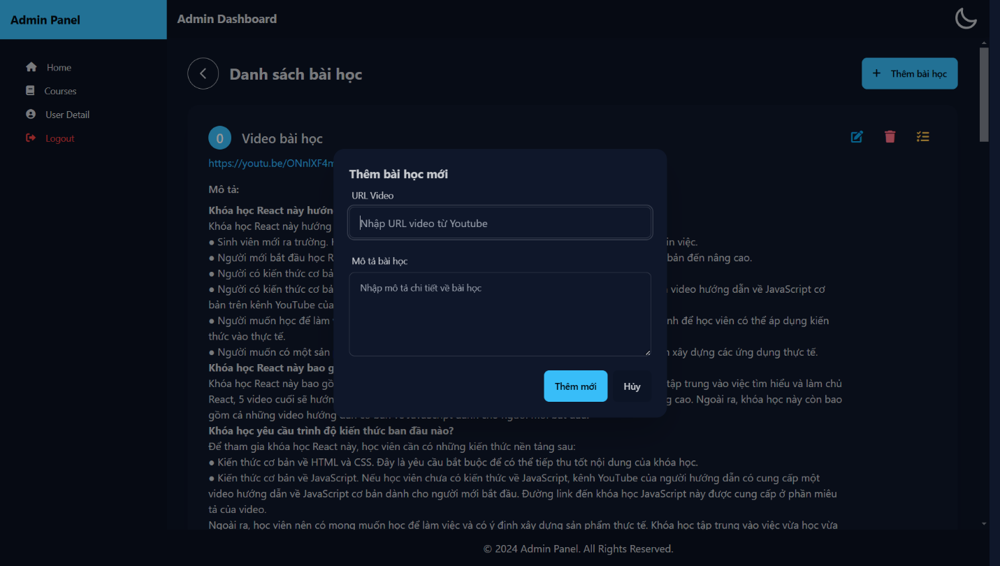 Admin Panel
Admin Dashboard
Home
Courses
User Detail
Logout
Danh sách bài học
+ Thêm bài học
0 Video bài học
https://youtu.be/ONnlXF4
Mô tả:
Khóa học React này hướn
Khóa học React này hướng
● Sinh viên mới ra trường. in việc.
● Người mới bắt đầu học R bản đến nâng cao.
● Người có kiến thức cơ bả
● Người có kiến thức cơ bả video hướng dẫn về JavaScript cơ
bản trên kênh YouTube của
● Người muốn học để làm nh để học viên có thể áp dụng kiến
thức vào thực tế.
● Người muốn có một sản xây dựng các ứng dụng thực tế.
Khóa học React này bao g
Khóa học React này bao gồ tập trung vào việc tìm hiểu và làm chủ
React, 5 video cuối sẽ hướn g cao. Ngoài ra, khóa học này còn bao
gồm cả những video hướng
Khóa học yêu cầu trình độ kiến thức ban đầu nào?
Để tham gia khóa học React này, học viên cần có những kiến thức nền tảng sau:
● Kiến thức cơ bản về HTML và CSS. Đây là yêu cầu bắt buộc để có thể tiếp thu tốt nội dung của khóa học.
● Kiến thức cơ bản về JavaScript. Nếu học viên chưa có kiến thức về JavaScript, kênh YouTube của người hướng dẫn có cung cấp một
video hướng dẫn về JavaScript cơ bản dành cho người mới bắt đầu. Đường link đến khóa học JavaScript này được cung cấp ở phần miêu
tả của video.
Ngoài ra, học viên nên có mong muốn học để làm việc và có ý định xây dựng sản phẩm thực tế. Khóa học tập trung vào việc vừa học vừa
Thêm bài học mới
URL Video
Nhập URL video từ Youtube
Mô tả bài học
Nhập mô tả chi tiết về bài học
Thêm mới
Hủy
© 2024 Admin Panel. All Rights Reserved.